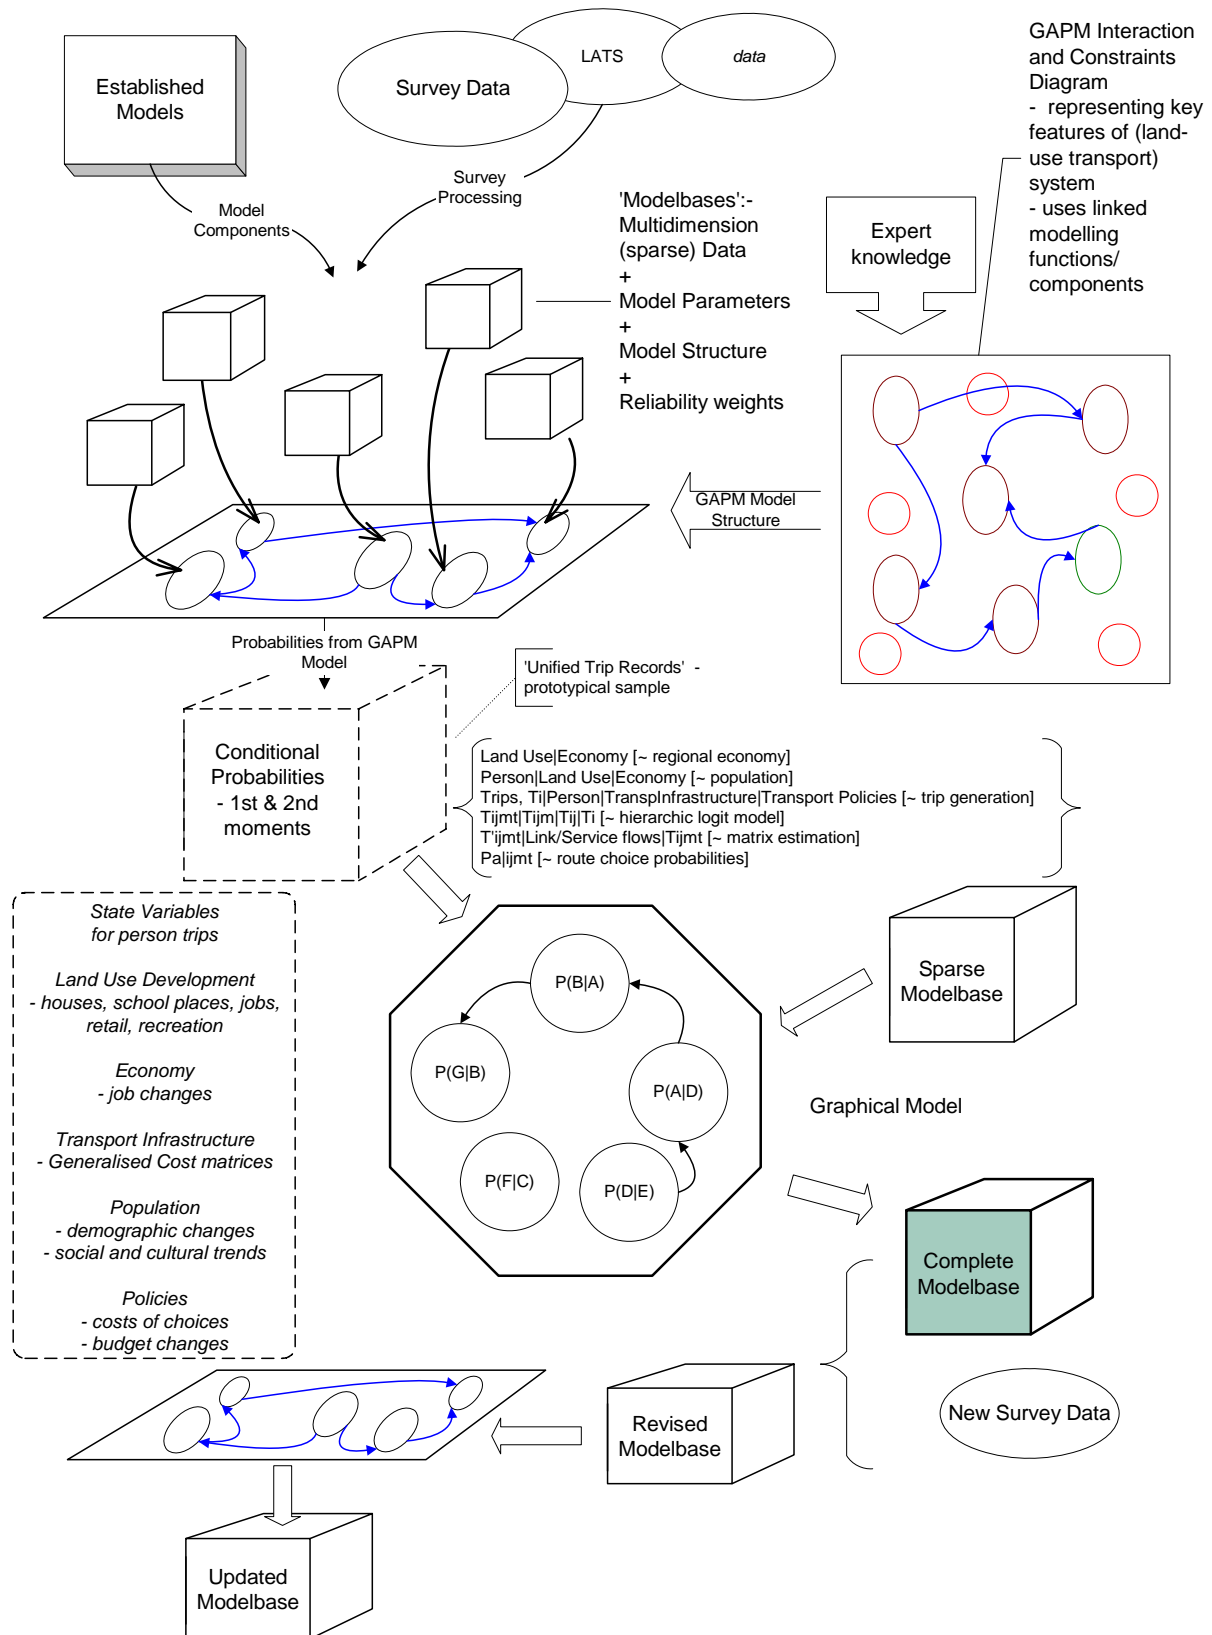 Established
Models
Survey Data
LATS
data
GAPM Interaction
and Constraints
Diagram
- representing key
features of (land-
use transport)
system
- uses linked
modelling
functions/
components
Model
Components
Survey
Processing
'Modelbases':-
Multidimension
(sparse) Data
+
Model Parameters
+
Model Structure
+
Reliability weights
Expert
knowledge
GAPM Model
Structure
Probabilities from GAPM
Model
'Unified Trip Records' -
prototypical sample
Conditional
Probabilities
- 1st & 2nd
moments
Land Use|Economy [~ regional economy]
Person|Land Use|Economy [~ population]
Trips, Ti|Person|TranspInfrastructure|Transport Policies [~ trip generation]
Tijmt|Tijm|Tij|Ti [~ hierarchic logit model]
T'ijmt|Link/Service flows|Tijmt [~ matrix estimation]
Pa|ijmt [~ route choice probabilities]
State Variables
for person trips
Land Use Development
- houses, school places, jobs,
retail, recreation
Economy
- job changes
Transport Infrastructure
- Generalised Cost matrices
Population
- demographic changes
- social and cultural trends
Policies
- costs of choices
- budget changes
P(B|A)
P(G|B)
P(A|D)
P(F|C)
P(D|E)
Sparse
Modelbase
Graphical Model
Complete
Modelbase
New Survey Data
Revised
Modelbase
Updated
Modelbase